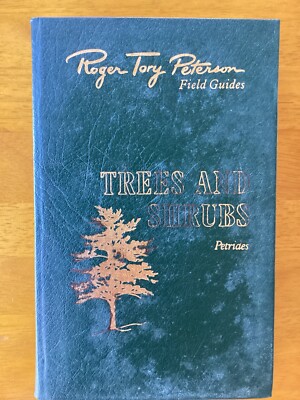 Roger Tory Peterson
Field Guides
TREES AND
SHRUBS
Petrides